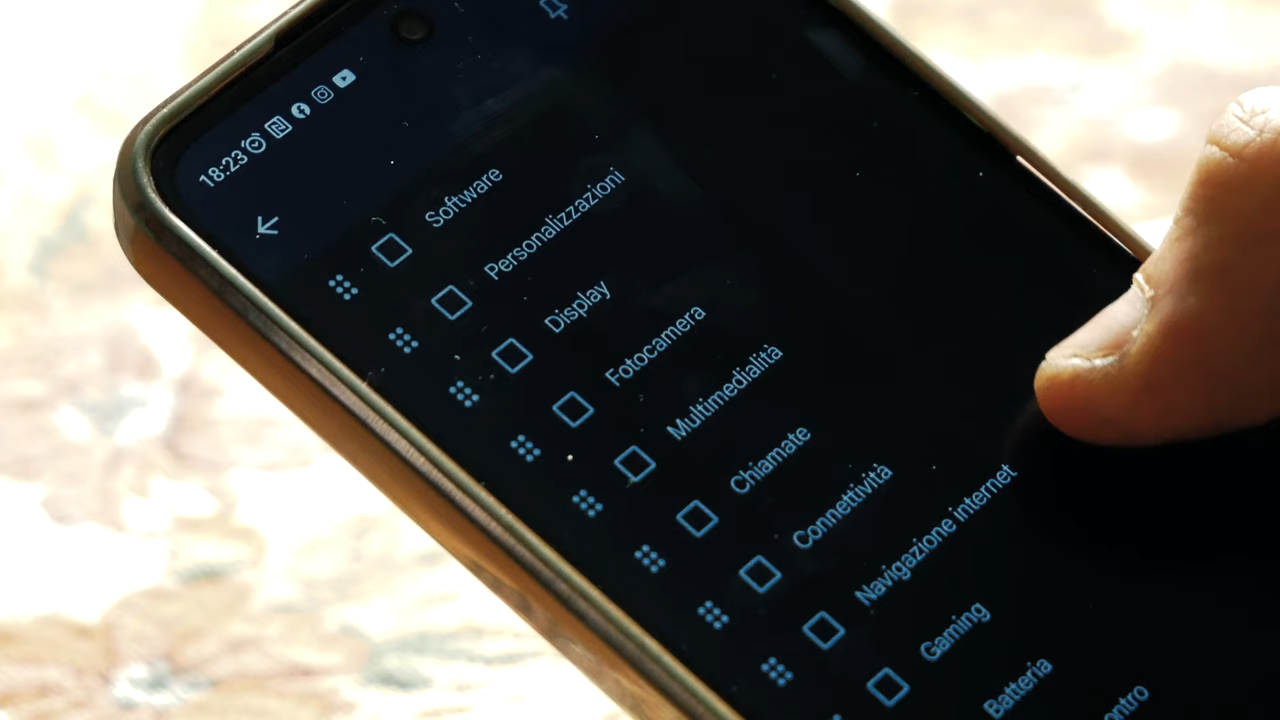 18:23
Software
Personalizzazioni
Display
Fotocamera
Multimedialità
Chiamate
Connettività
Navigazione internet
Gaming
Batteria